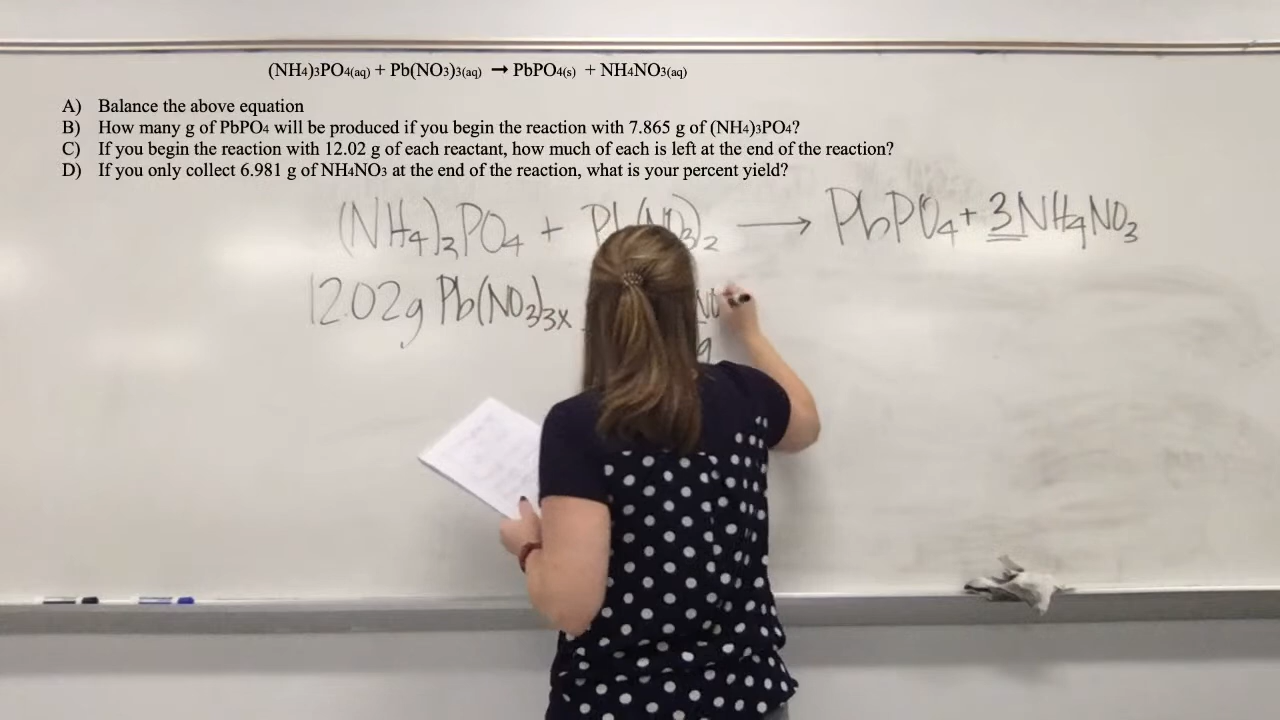 (NH4)3PO4(aq) + Pb(NO3)3(aq) → PbPO4(s) + NH4NO3(aq)
A) Balance the above equation
B) How many g of PbPO4 will be produced if you begin the reaction with 7.865 g of (NH4)3PO4?
C) If you begin the reaction with 12.02 g of each reactant, how much of each is left at the end of the reaction?
D) If you only collect 6.981 g of NH4NO3 at the end of the reaction, what is your percent yield?
(NH4)3PO4 + → PbPO4 + 3NH4NO3
12.02g Pb(NO3)3 x